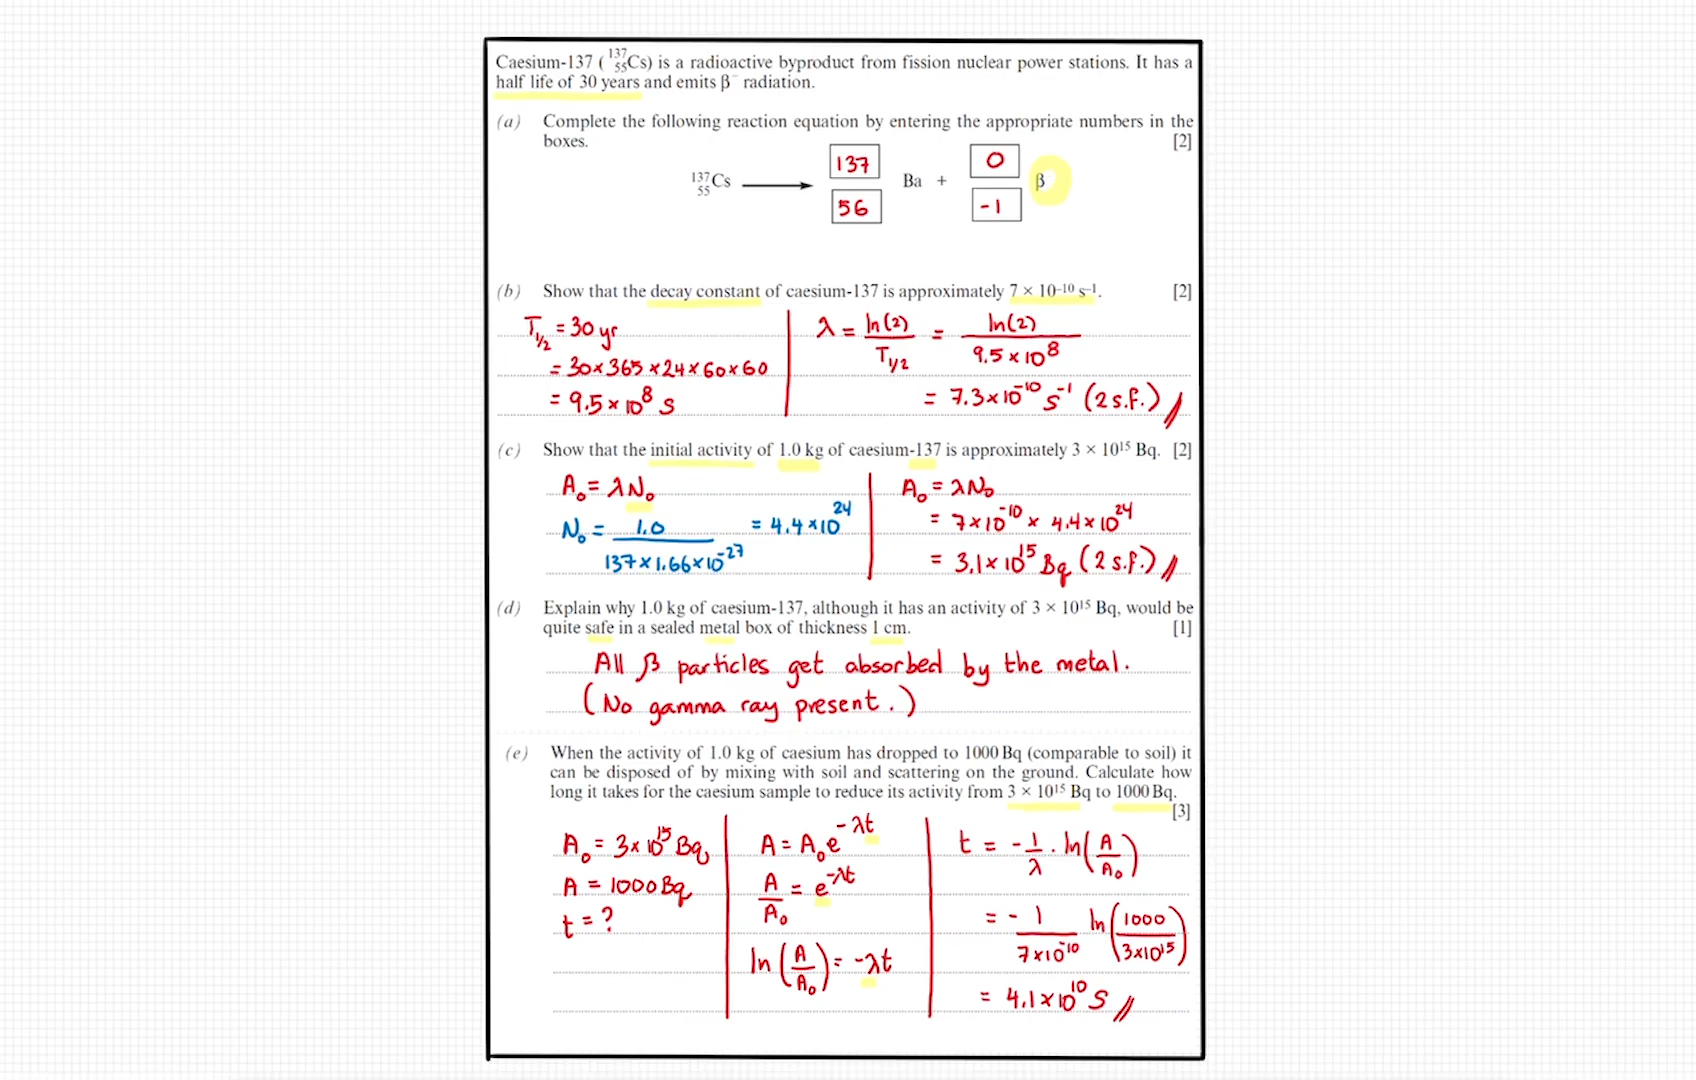 Caesium-137 ( ¹³⁷₅₅Cs) is a radioactive byproduct from fission nuclear power stations. It has a
half life of 30 years and emits β⁻ radiation.
(a) Complete the following reaction equation by entering the appropriate numbers in the
boxes. [2]
137 0
¹³⁷₅₅Cs ⟶ Ba + β
56 -1
(b) Show that the decay constant of caesium-137 is approximately 7 × 10⁻¹⁰ s⁻¹. [2]
T½ = 30 yr
= 30×365×24×60×60
= 9.5×10⁸ s
λ = ln(2)/T½ = ln(2)/9.5×10⁸
= 7.3×10⁻¹⁰ s⁻¹ (2 s.f.) //
(c) Show that the initial activity of 1.0 kg of caesium-137 is approximately 3 × 10¹⁵ Bq. [2]
A₀ = λN₀
N₀ = 1.0/137×1.66×10⁻²⁷ = 4.4×10²⁴
A₀ = λN₀
= 7×10⁻¹⁰ × 4.4×10²⁴
= 3.1×10¹⁵ Bq (2 s.f.) //
(d) Explain why 1.0 kg of caesium-137, although it has an activity of 3 × 10¹⁵ Bq, would be
quite safe in a sealed metal box of thickness 1 cm. [1]
All β particles get absorbed by the metal.
(No gamma ray present.)
(e) When the activity of 1.0 kg of caesium has dropped to 1000 Bq (comparable to soil) it
can be disposed of by mixing with soil and scattering on the ground. Calculate how
long it takes for the caesium sample to reduce its activity from 3 × 10¹⁵ Bq to 1000 Bq.
[3]
A₀ = 3×10¹⁵ Bq
A = 1000 Bq
t = ?
A = A₀e^-λt
A/A₀ = e^-λt
ln(A/A₀) = -λt
t = -1/λ · ln(A/A₀)
= -1/7×10⁻¹⁰ ln(1000/3×10¹⁵)
= 4.1×10¹⁰ s //